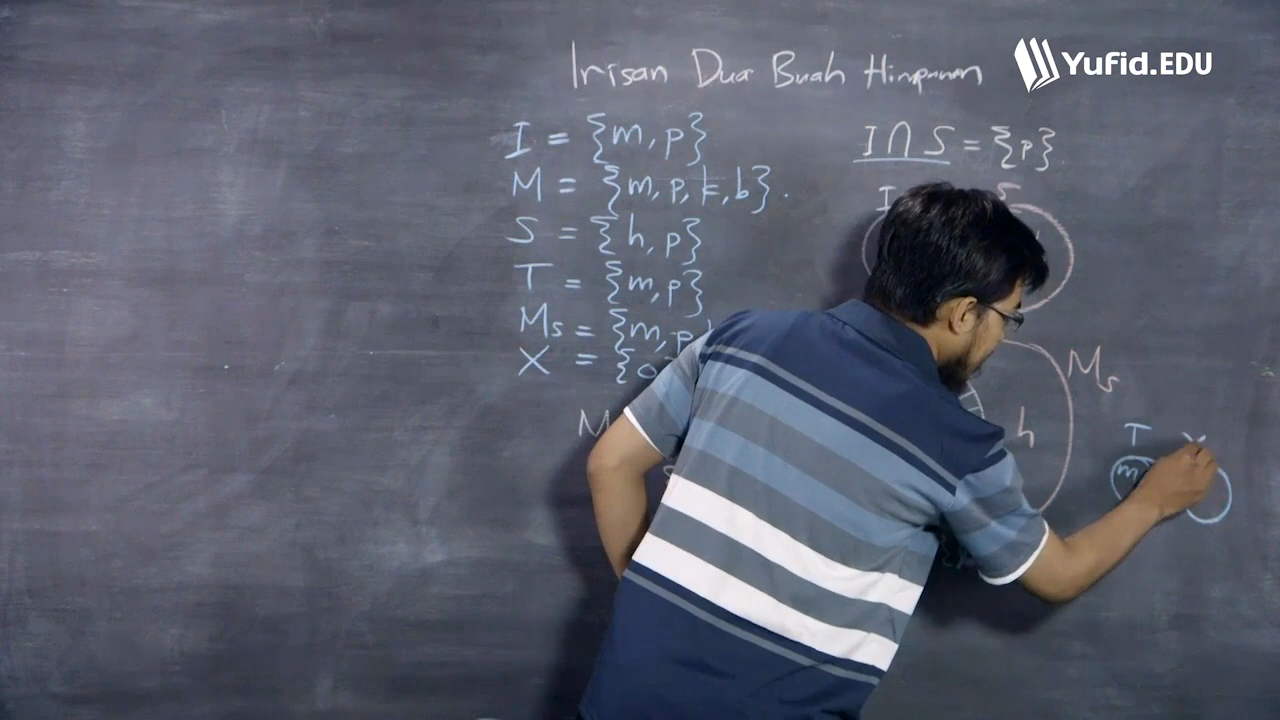 Irisan Dua Buah Himpunan
Yufid.EDU
I = {m, p}
M = {m, p, k, b}.
S = {h, p}
T = {m, p}
Ms = {m, p
X = {o
M
I ∩ S = {p}
I S
Ms
h
T
m